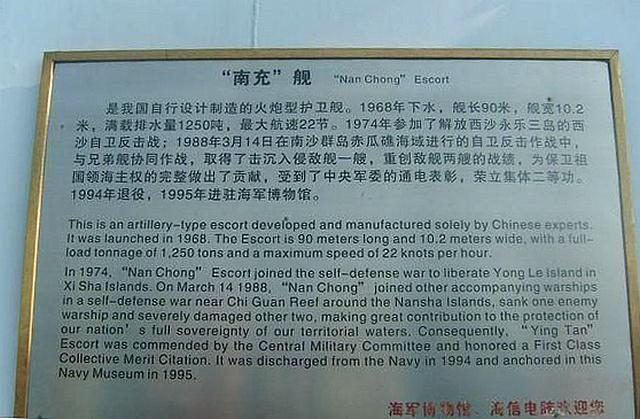 “南充”舰 “Nan Chong” Escort
是我国自行设计制造的火炮型护卫舰。1968年下水，舰长90米，舰宽10.2
米，满载排水量1250吨，最大航速22节。1974年参加了解放西沙永乐三岛的西
沙自卫反击战；1988年3月14日在南沙群岛赤瓜礁海域进行的自卫反击作战中，
与兄弟舰协同作战，取得了击沉入侵敌舰一艘，重创敌舰两艘的战绩，为保卫祖
国领海主权的完整做出了贡献，受到了中央军委的通电表彰，荣立集体二等功。
1994年退役，1995年进驻海军博物馆。
This is an artillery-type escort developed and manufactured solely by Chinese experts.
It was launched in 1968. The Escort is 90 meters long and 10.2 meters wide, with a full-
load tonnage of 1,250 tons and a maximum speed of 22 knots per hour.
In 1974, “Nan Chong” Escort joined the self-defense war to liberate Yong Le Island in
Xi Sha Islands. On March 14 1988, “Nan Chong” joined other accompanying warships
in a self-defense war near Chi Guan Reef around the Nansha Islands, sank one enemy
warship and severely damaged other two, making great contribution to the protection of
our nation’s full sovereignty of our territorial waters. Consequently, “Ying Tan”
Escort was commended by the Central Military Committee and honored a First Class
Collective Merit Citation. It was discharged from the Navy in 1994 and anchored in this
Navy Museum in 1995.
海军博物馆、海信电脑欢迎您